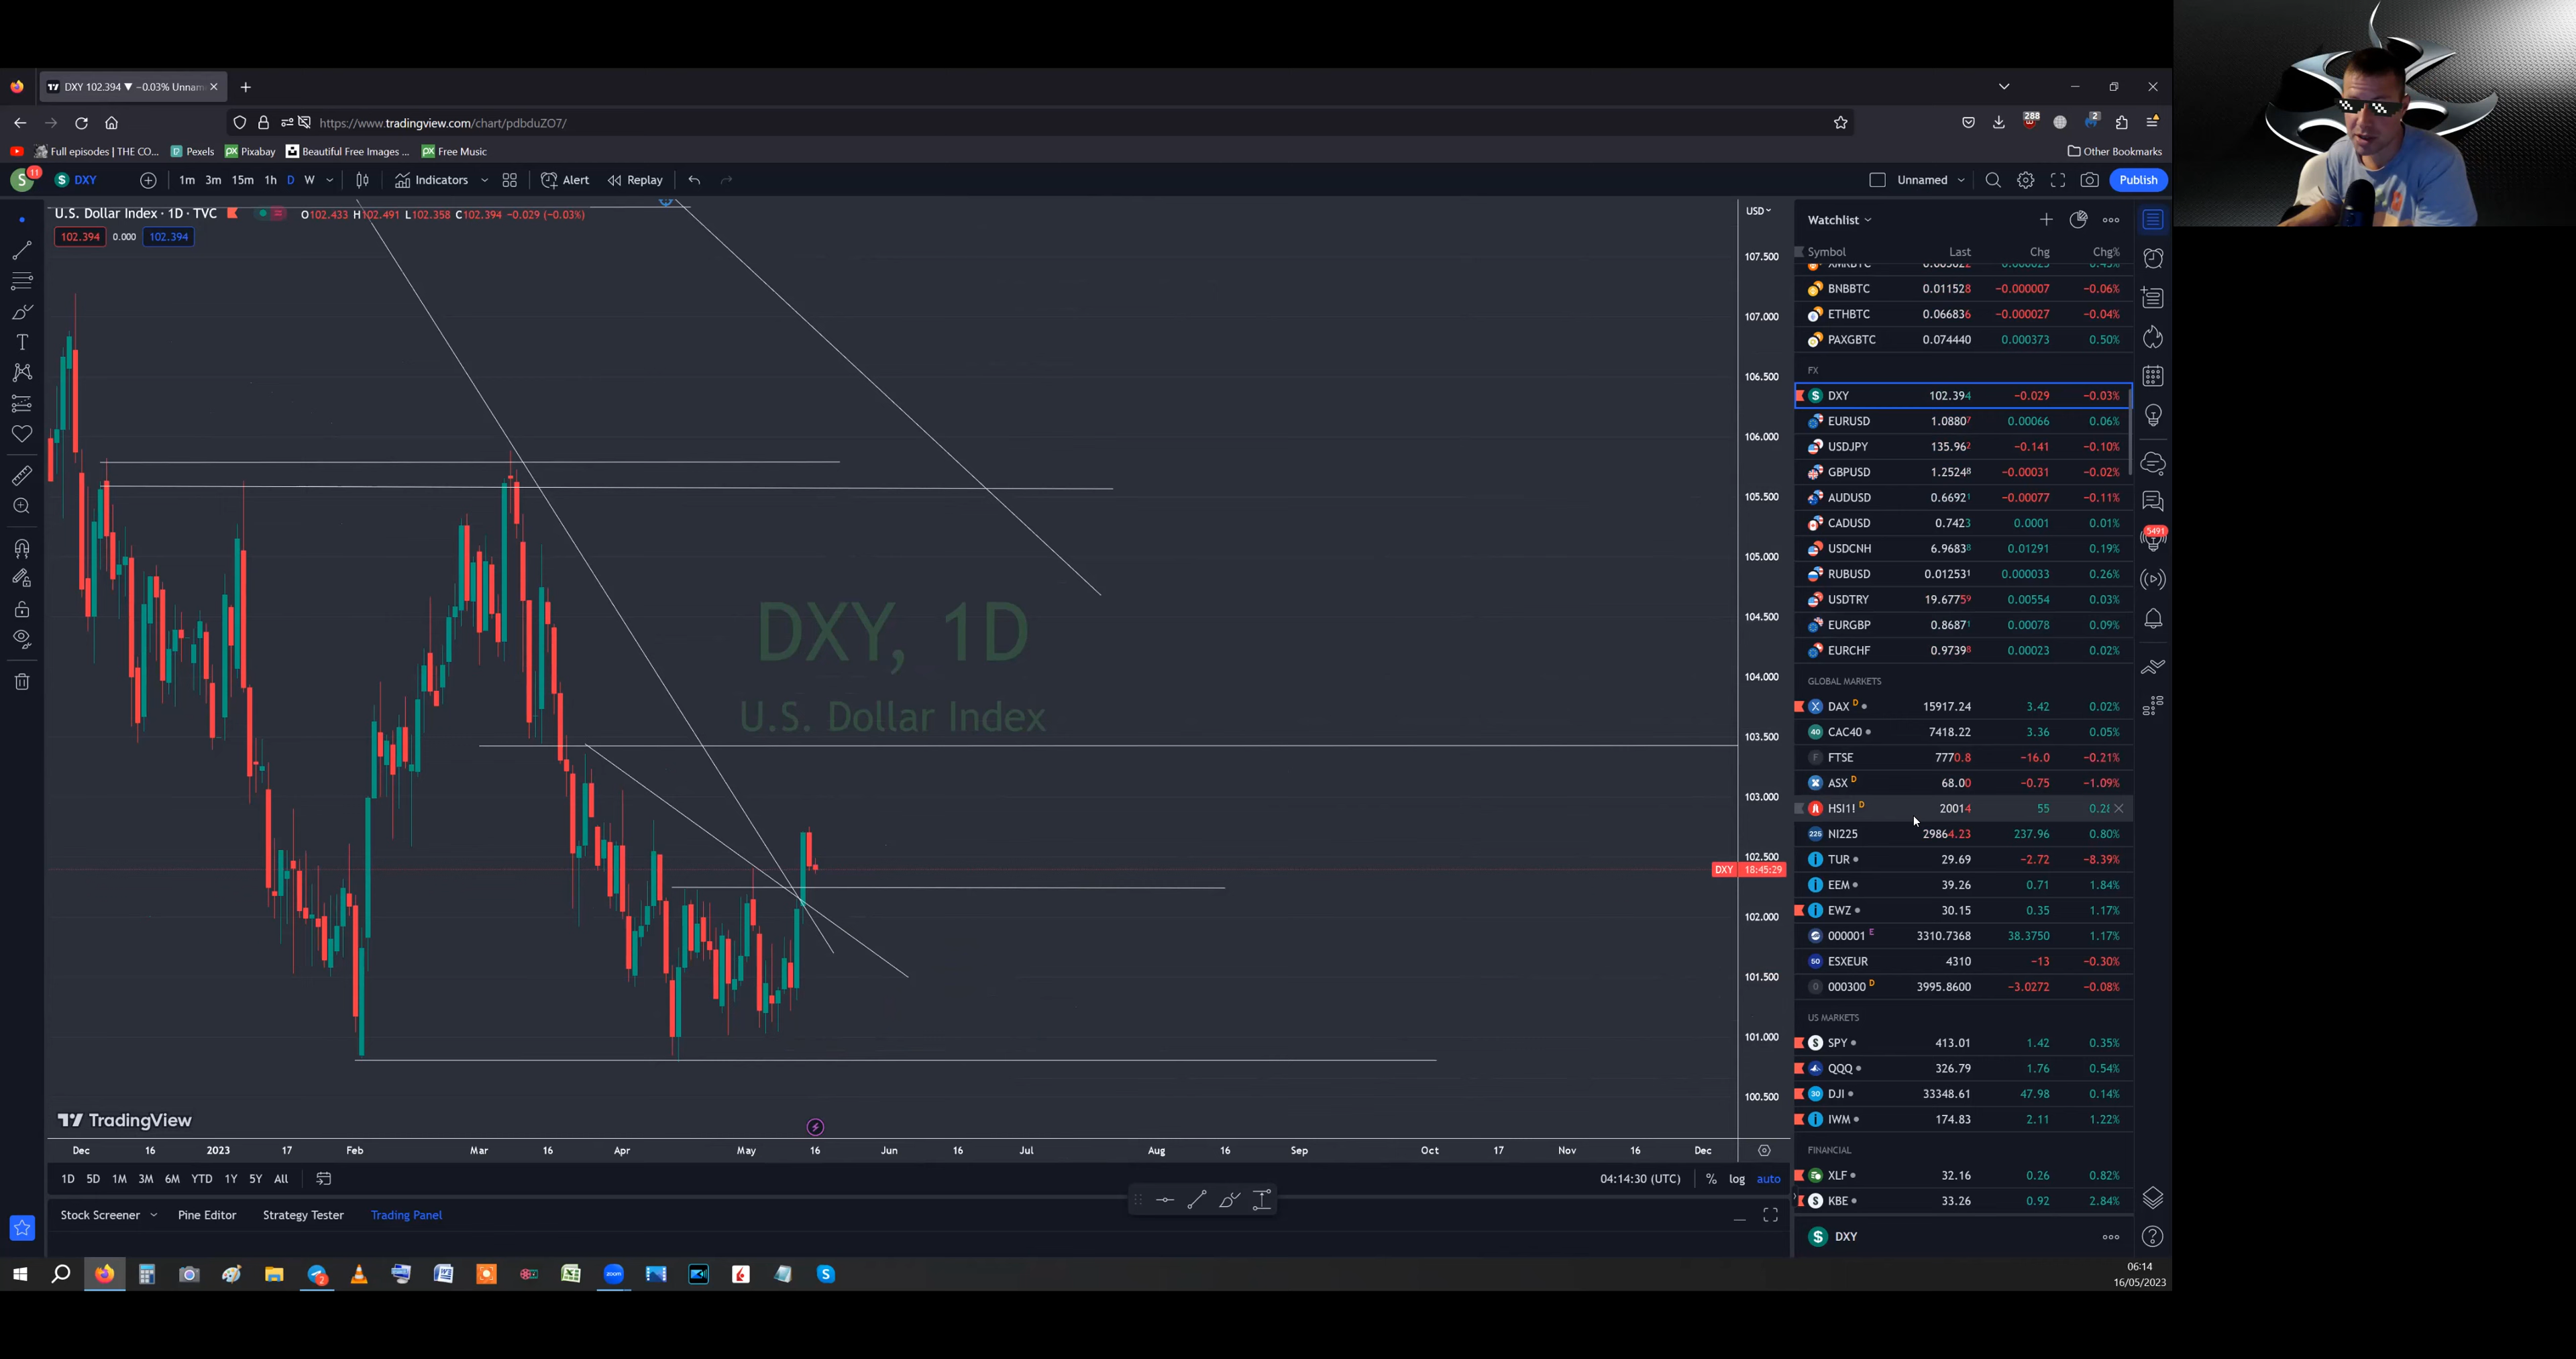 DXY 102.394 ▼ −0.03% Unnam
https://www.tradingview.com/chart/pdbduZO7/
288
2
Full episodes | THE CO...
Pexels
Pixabay
Beautiful Free Images ...
Free Music
Other Bookmarks
S 11
DXY
1m 3m 15m 1h D W
Indicators
Alert
Replay
Unnamed
Publish
U.S. Dollar Index · 1D · TVC
O102.433 H102.491 L102.358 C102.394 −0.029 (−0.03%)
102.394 0.000 102.394
USD
107.500
107.000
106.500
106.000
105.500
105.000
104.500
104.000
103.500
103.000
102.500
DXY 18:45:29
102.000
101.500
101.000
100.500
DXY, 1D
U.S. Dollar Index
TradingView
Dec 16 2023 17 Feb Mar 16 Apr May 16 Jun 16 Jul Aug 16 Sep Oct 17 Nov 16 Dec
1D 5D 1M 3M 6M YTD 1Y 5Y All
04:14:30 (UTC) % log auto
Stock Screener Pine Editor Strategy Tester Trading Panel
Watchlist
Symbol Last Chg Chg%
BNBBTC 0.011528 −0.000007 −0.06%
ETHBTC 0.066836 −0.000027 −0.04%
PAXGBTC 0.074440 0.000373 0.50%
FX
DXY 102.394 −0.029 −0.03%
EURUSD 1.08807 0.00066 0.06%
USDJPY 135.962 −0.141 −0.10%
GBPUSD 1.25248 −0.00031 −0.02%
AUDUSD 0.66921 −0.00077 −0.11%
CADUSD 0.7423 0.0001 0.01%
USDCNH 6.96838 0.01291 0.19%
RUBUSD 0.012531 0.000033 0.26%
USDTRY 19.67759 0.00554 0.03%
EURGBP 0.86871 0.00078 0.09%
EURCHF 0.97398 0.00023 0.02%
GLOBAL MARKETS
DAX D 15917.24 3.42 0.02%
CAC40 7418.22 3.36 0.05%
FTSE 7770.8 −16.0 −0.21%
ASX D 68.00 −0.75 −1.09%
HSI1! D 20014 55 0.28
NI225 29864.23 237.96 0.80%
TUR 29.69 −2.72 −8.39%
EEM 39.26 0.71 1.84%
EWZ 30.15 0.35 1.17%
000001 E 3310.7368 38.3750 1.17%
ESXEUR 4310 −13 −0.30%
000300 D 3995.8600 −3.0272 −0.08%
US MARKETS
SPY 413.01 1.42 0.35%
QQQ 326.79 1.76 0.54%
DJI 33348.61 47.98 0.14%
IWM 174.83 2.11 1.22%
FINANCIAL
XLF 32.16 0.26 0.82%
KBE 33.26 0.92 2.84%
DXY
5491
zoom
06:14
16/05/2023